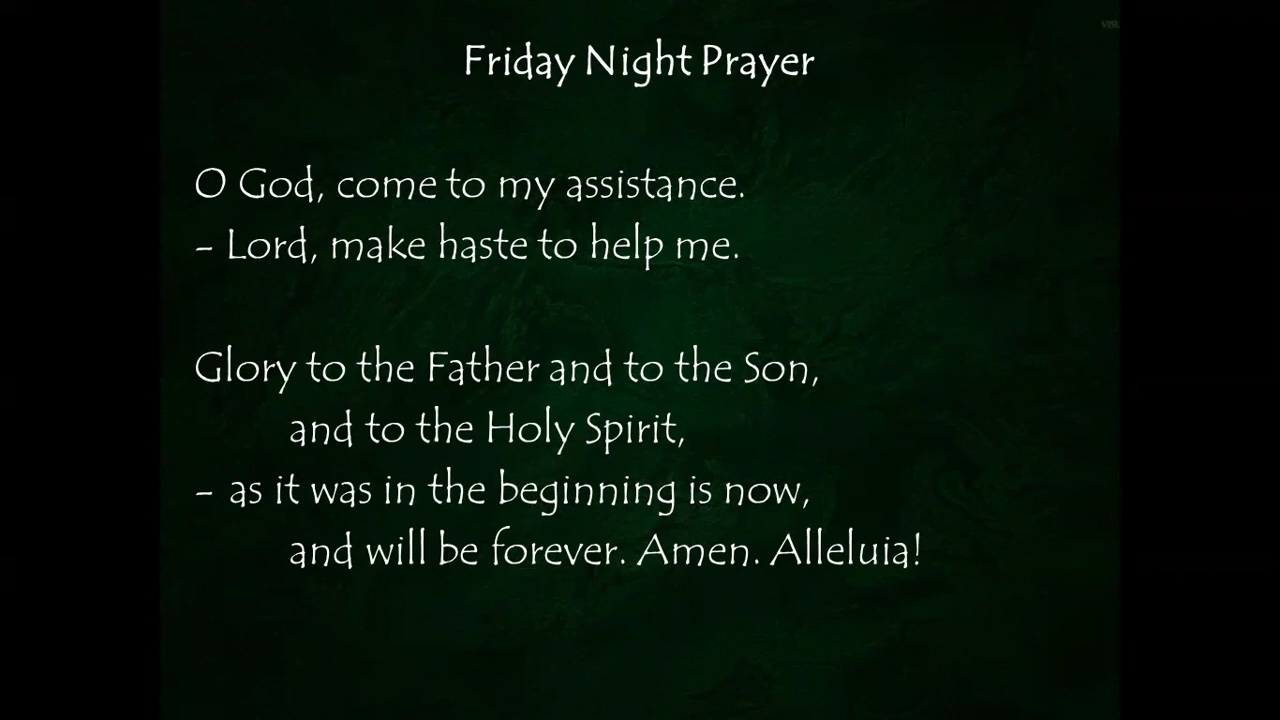 Friday Night Prayer
O God, come to my assistance.
- Lord, make haste to help me.
Glory to the Father and to the Son,
and to the Holy Spirit,
- as it was in the beginning is now,
and will be forever. Amen. Alleluia!